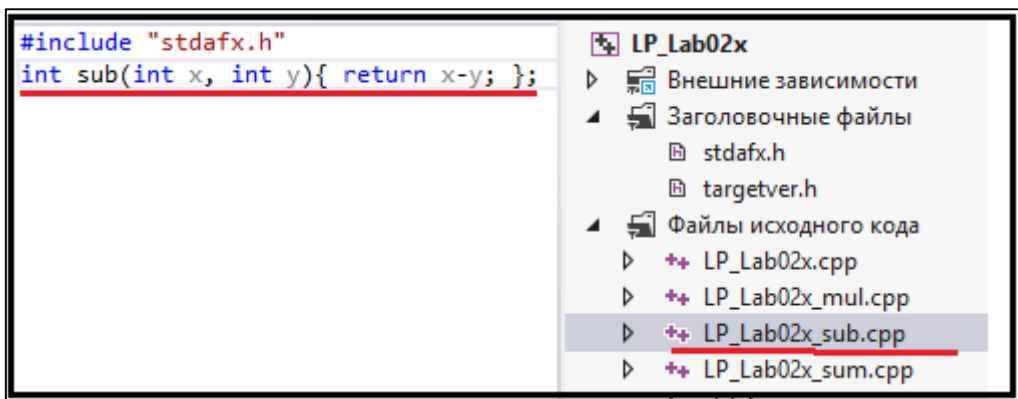 #include "stdafx.h"
int sub(int x, int y){ return x-y; };
LP_Lab02x
Внешние зависимости
Заголовочные файлы
stdafx.h
targetver.h
Файлы исходного кода
LP_Lab02x.cpp
LP_Lab02x_mul.cpp
LP_Lab02x_sub.cpp
LP_Lab02x_sum.cpp